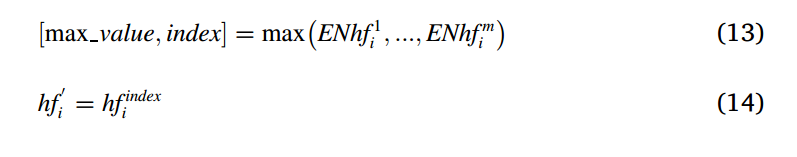 [max_value, index] = max(ENhf_i^1, ..., ENhf_i^m) (13)
hf_i^' = hf_i^index (14)